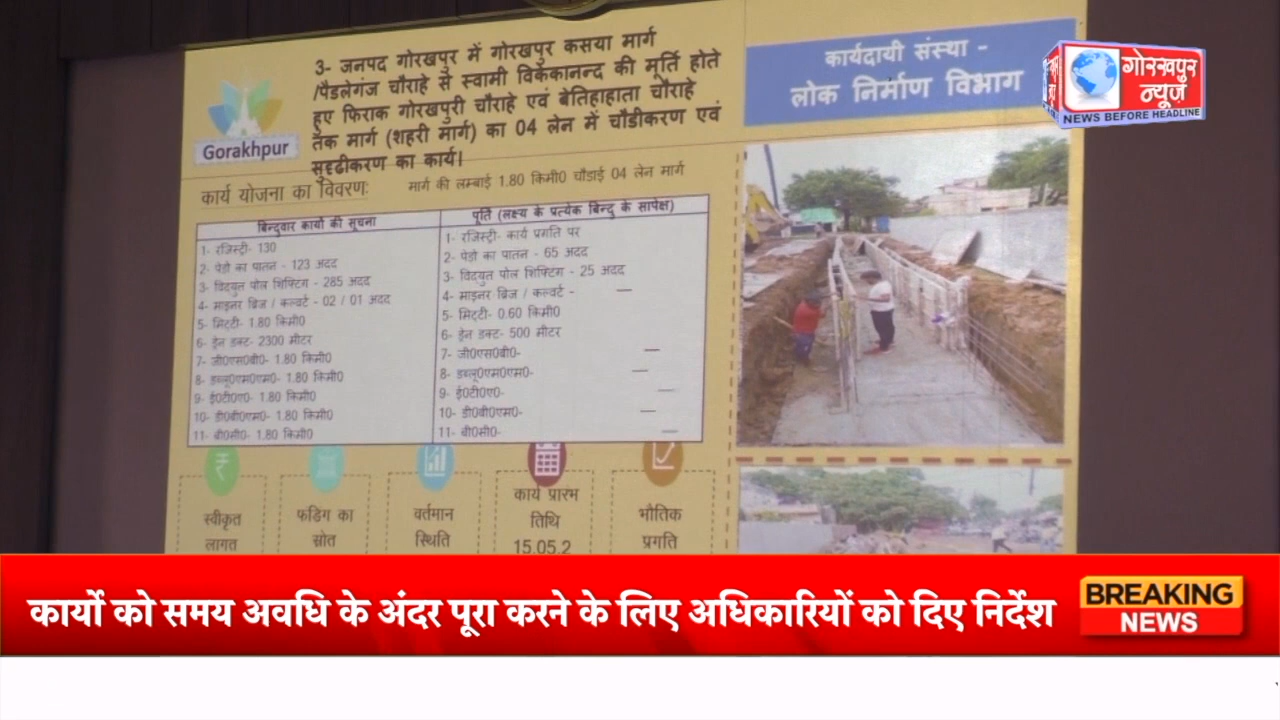 3- जनपद गोरखपुर में गोरखपुर कसया मार्ग
/पैडलेगंज चौराहे से स्वामी विकेकानन्द की मूर्ति होते
हुए फिराक गोरखपुरी चौराहे एवं बेतिहाहाता चौराहे
तक मार्ग (शहरी मार्ग) का 04 लेन में चौडीकरण एवं
सुदृढीकरण का कार्य।
Gorakhpur
कार्यदायी संस्था -
लोक निर्माण विभाग
गोरखपुर
न्यूज़
NEWS BEFORE HEADLINE
कार्य योजना का विवरण: मार्ग की लम्बाई 1.80 किमी0 चौडाई 04 लेन मार्ग
बिन्दुवार कार्यो की सूचना
पूर्ति (लक्ष्य के प्रत्येक बिन्दु के सापेक्ष)
1- रजिस्ट्री- 130
1- रजिस्ट्री- कार्य प्रगति पर
2- पेडो का पातन - 123 अदद
2- पेडो का पातन - 65 अदद
3- विद्युत पोल शिफ्टिंग - 285 अदद
3- विद्युत पोल शिफ्टिंग - 25 अदद
4- माइनर ब्रिज / कल्वर्ट - 02 / 01 अदद
4- माइनर ब्रिज / कल्वर्ट - —
5- मिट्टी- 1.80 किमी0
5- मिट्टी- 0.60 किमी0
6- ड्रेन डक्ट- 2300 मीटर
6- ड्रेन डक्ट- 500 मीटर
7- जी0एस0बी0- 1.80 किमी0
7- जी0एस0बी0- —
8- डब्लू0एम0एम0- 1.80 किमी0
8- डब्लू0एम0एम0- —
9- ई0टी0ए0- 1.80 किमी0
9- ई0टी0ए0- —
10- डी0बी0एम0- 1.80 किमी0
10- डी0बी0एम0- —
11- बी0सी0- 1.80 किमी0
11- बी0सी0- —
स्वीकृत
लागत
फडिंग का
स्रोत
वर्तमान
स्थिति
कार्य प्रारंभ
तिथि
15.05.2
भौतिक
प्रगति
कार्यो को समय अवधि के अंदर पूरा करने के लिए अधिकारियों को दिए निर्देश
BREAKING
NEWS